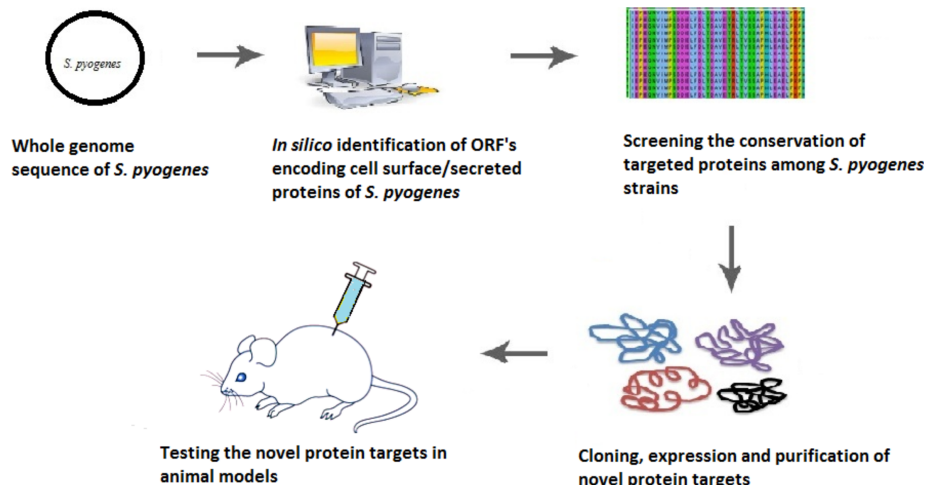 S. pyogenes
Whole genome
sequence of S. pyogenes
In silico identification of ORF's
encoding cell surface/secreted
proteins of S. pyogenes
Screening the conservation of
targeted proteins among S. pyogenes
strains
Cloning, expression and purification of
novel protein targets
Testing the novel protein targets in
animal models